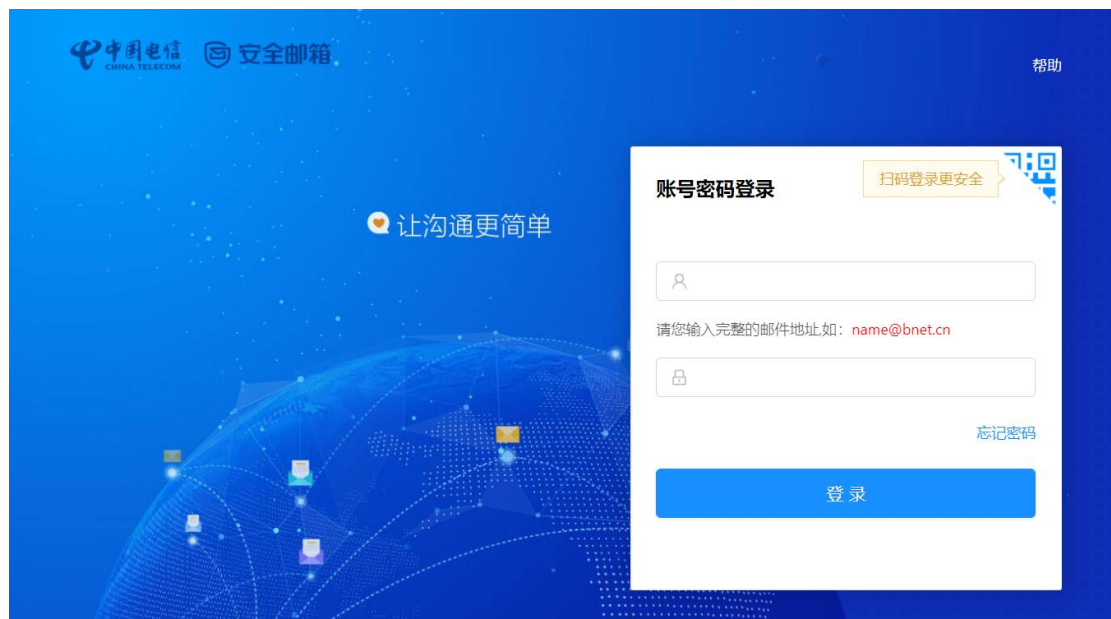 中国电信 安全邮箱
CHINA TELECOM
帮助
让沟通更简单
账号密码登录
扫码登录更安全
请您输入完整的邮件地址,如：name@bnet.cn
忘记密码
登 录